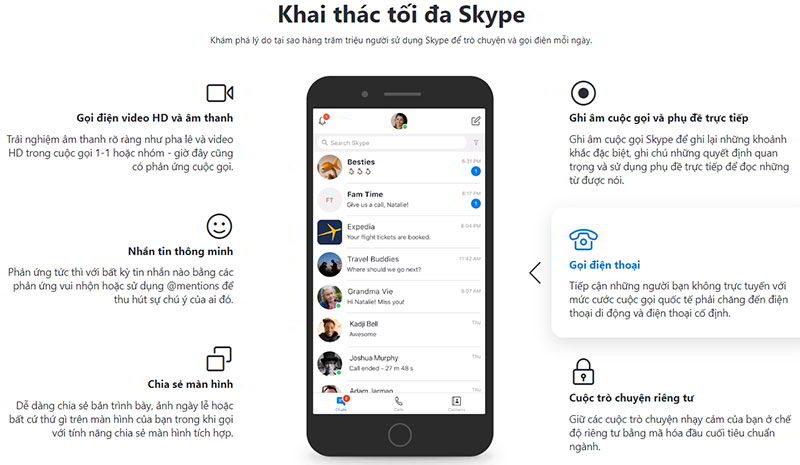 Khai thác tối đa Skype
Khám phá lý do tại sao hàng trăm triệu người sử dụng Skype để trò chuyện và gọi điện mỗi ngày.
Gọi điện video HD và âm thanh
Trải nghiệm âm thanh rõ ràng như pha lê và video
HD trong cuộc gọi 1-1 hoặc nhóm - giờ đây cũng
có phản ứng cuộc gọi.
Nhắn tin thông minh
Phản ứng tức thì với bất kỳ tin nhắn nào bằng các
phản ứng vui nhộn hoặc sử dụng @mentions để
thu hút sự chú ý của ai đó.
Chia sẻ màn hình
Dễ dàng chia sẻ bản trình bày, ảnh ngày lễ hoặc
bất cứ thứ gì trên màn hình của bạn trong khi gọi
với tính năng chia sẻ màn hình tích hợp.
Search Skype
Besties
6:31 PM
1
FT
Fam Time
6:17 PM
Give us a call, Natalie!
1
Expedia
6:04 PM
Your flight tickets are booked.
Travel Buddies
11:42 AM
Where should we go next?
Grandma Vie
9:07 AM
Hi Natalie! Miss you!
Kadji Bell
Thu
Awesome
Joshua Murphy
Thu
Call ended - 27 m 48 s
Adam Jarman
Thu
Chats
Calls
Contacts
Ghi âm cuộc gọi và phụ đề trực tiếp
Ghi âm cuộc gọi Skype để ghi lại những khoảnh
khắc đặc biệt, ghi chú những quyết định quan
trọng và sử dụng phụ đề trực tiếp để đọc những
từ được nói.
Gọi điện thoại
Tiếp cận những người bạn không trực tuyến với
mức cước cuộc gọi quốc tế phải chăng đến điện
thoại di động và điện thoại cố định.
Cuộc trò chuyện riêng tư
Giữ các cuộc trò chuyện nhạy cảm của bạn ở chế
độ riêng tư bằng mã hóa đầu cuối tiêu chuẩn
ngành.